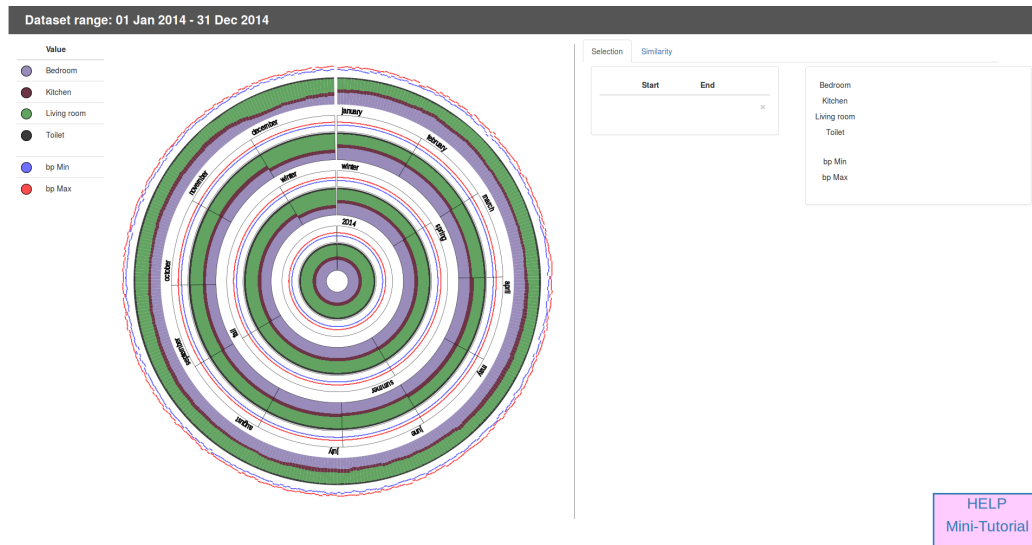 Dataset range: 01 Jan 2014 - 31 Dec 2014
Value
Bedroom
Kitchen
Living room
Toilet
bp Min
bp Max
january
february
march
april
may
june
july
august
september
october
november
december
winter
spring
summer
fall
winter
2014
Selection
Similarity
Start End
×
Bedroom
Kitchen
Living room
Toilet
bp Min
bp Max
HELP
Mini-Tutorial